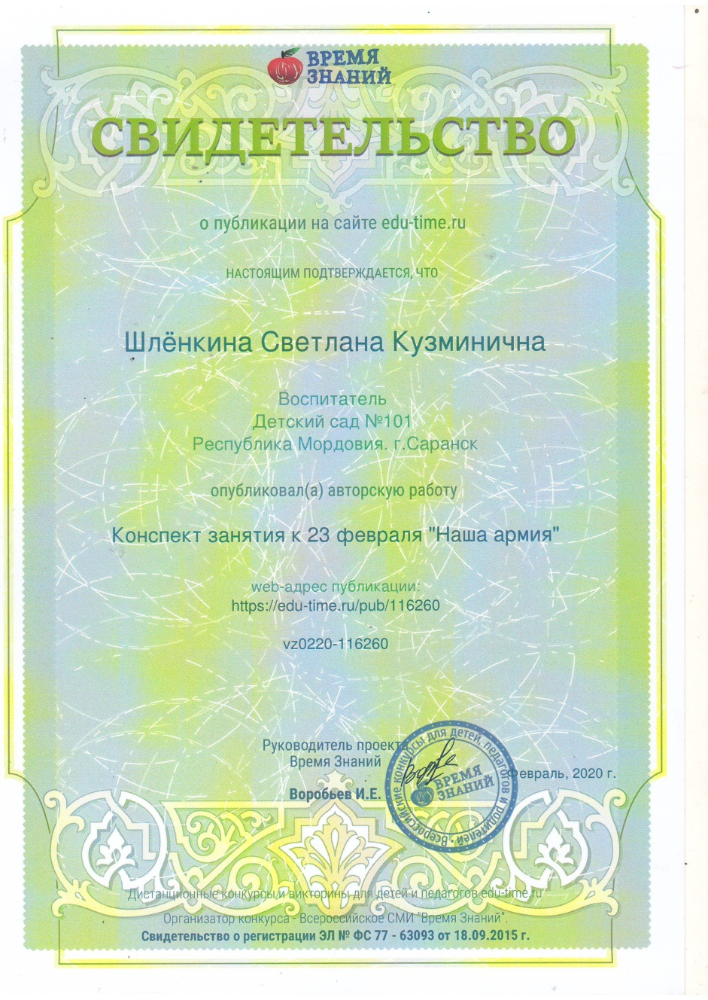 ВРЕМЯ
ЗНАНИЙ
СВИДЕТЕЛЬСТВО
о публикации на сайте edu-time.ru
НАСТОЯЩИМ ПОДТВЕРЖДАЕТСЯ, ЧТО
Шлёнкина Светлана Кузминична
Воспитатель
Детский сад №101
Республика Мордовия. г.Саранск
опубликовал(а) авторскую работу
Конспект занятия к 23 февраля "Наша армия"
web-адрес публикации:
https://edu-time.ru/pub/116260
vz0220-116260
Руководитель проекта
Время Знаний
Воробьев И.Е.
Всероссийские конкурсы для детей, педагогов и родителей
ВРЕМЯ
ЗНАНИЙ
Февраль, 2020 г.
Дистанционные конкурсы и викторины для детей и педагогов edu-time.ru
Организатор конкурса - Всероссийское СМИ "Время Знаний".
Свидетельство о регистрации ЭЛ № ФС 77 - 63093 от 18.09.2015 г.